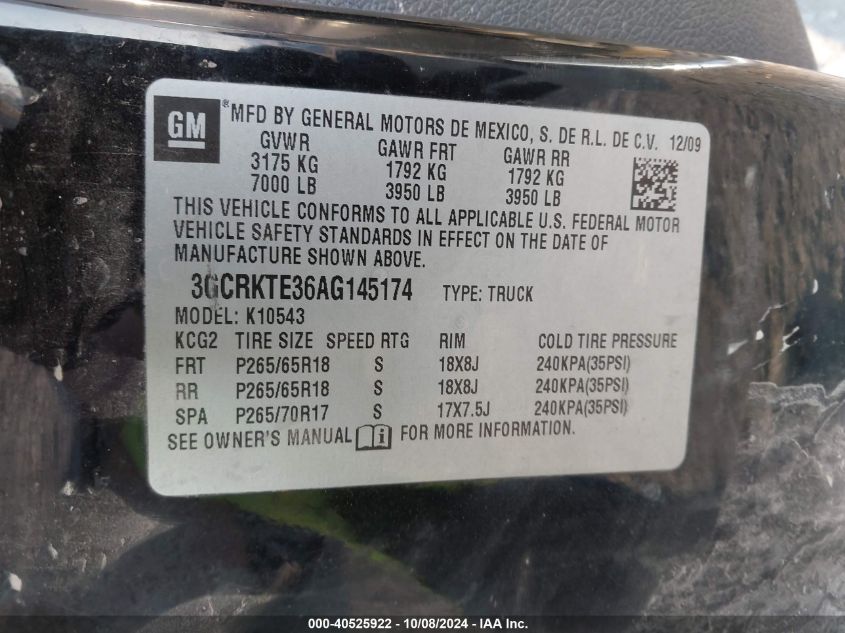 GM ® MFD BY GENERAL MOTORS DE MEXICO, S. DE R.L. DE C.V. 12/09
GVWR GAWR FRT GAWR RR
3175 KG 1792 KG 1792 KG
7000 LB 3950 LB 3950 LB
THIS VEHICLE CONFORMS TO ALL APPLICABLE U.S. FEDERAL MOTOR
VEHICLE SAFETY STANDARDS IN EFFECT ON THE DATE OF
MANUFACTURE SHOWN ABOVE.
3GCRKTE36AG145174 TYPE: TRUCK
MODEL: K10543
KCG2 TIRE SIZE SPEED RTG RIM COLD TIRE PRESSURE
FRT P265/65R18 S 18X8J 240KPA(35PSI)
RR P265/65R18 S 18X8J 240KPA(35PSI)
SPA P265/70R17 S 17X7.5J 240KPA(35PSI)
SEE OWNER'S MANUAL FOR MORE INFORMATION.
000-40525922 - 10/08/2024 - IAA Inc.